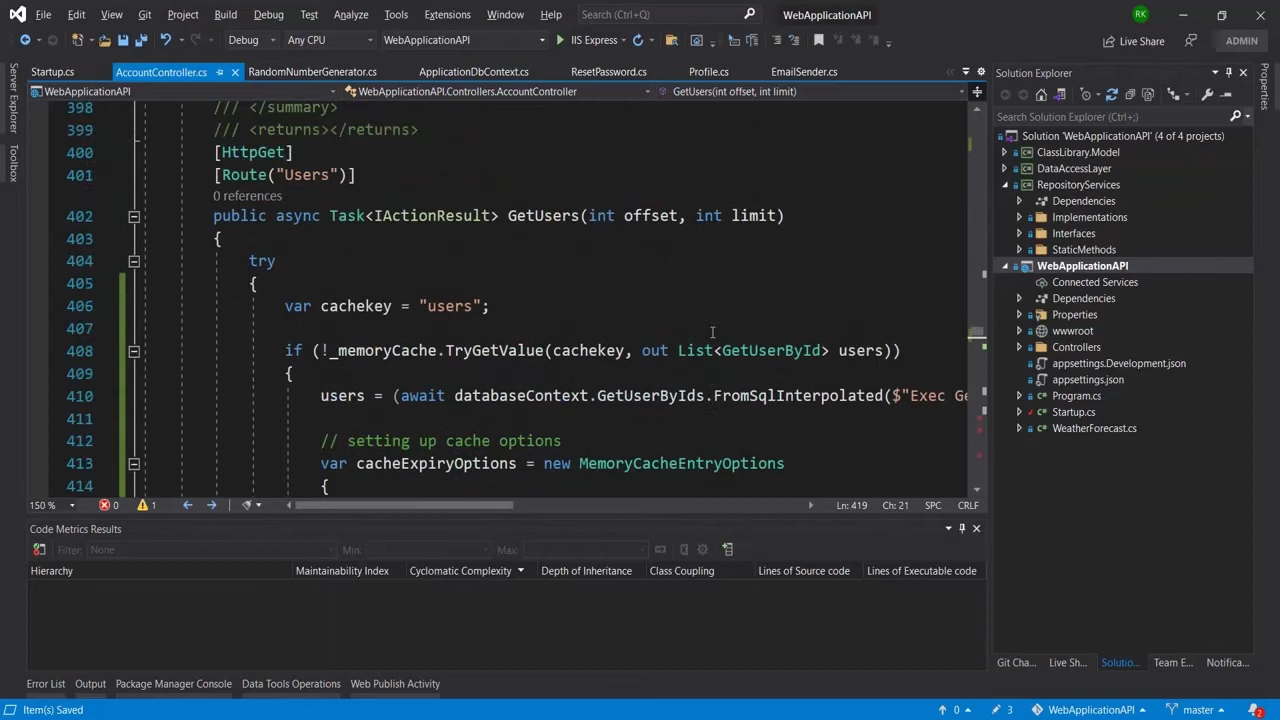 File Edit View Git Project Build Debug Test Analyze Tools Extensions Window Help Search (Ctrl+Q) WebApplicationAPI RK
Debug Any CPU WebApplicationAPI IIS Express Live Share ADMIN
Server Explorer
Toolbox
Startup.cs AccountController.cs RandomNumberGenerator.cs ApplicationDbContext.cs ResetPassword.cs Profile.cs EmailSender.cs
WebApplicationAPI WebApplicationAPI.Controllers.AccountController GetUsers(int offset, int limit)
398 /// </summary>
399 /// <returns></returns>
400 [HttpGet]
401 [Route("Users")]
0 references
402 public async Task<IActionResult> GetUsers(int offset, int limit)
403 {
404 try
405 {
406 var cachekey = "users";
407
408 if (!_memoryCache.TryGetValue(cachekey, out List<GetUserById> users))
409 {
410 users = (await databaseContext.GetUserByIds.FromSqlInterpolated($"Exec Ge
411
412 // setting up cache options
413 var cacheExpiryOptions = new MemoryCacheEntryOptions
414 {
150 % 0 1 Ln: 419 Ch: 21 SPC CRLF
Code Metrics Results
Filter: None Min: Max:
Hierarchy Maintainability Index Cyclomatic Complexity Depth of Inheritance Class Coupling Lines of Source code Lines of Executable code
Error List Output Package Manager Console Data Tools Operations Web Publish Activity
Solution Explorer
Search Solution Explorer (Ctrl+;)
Solution 'WebApplicationAPI' (4 of 4 projects)
ClassLibrary.Model
DataAccessLayer
RepositoryServices
Dependencies
Implementations
Interfaces
StaticMethods
WebApplicationAPI
Connected Services
Dependencies
Properties
wwwroot
Controllers
appsettings.Development.json
appsettings.json
Program.cs
Startup.cs
WeatherForecast.cs
Git Cha... Live Sh... Solutio... Team E... Notifica...
Properties
Item(s) Saved 0 3 WebApplicationAPI master 2